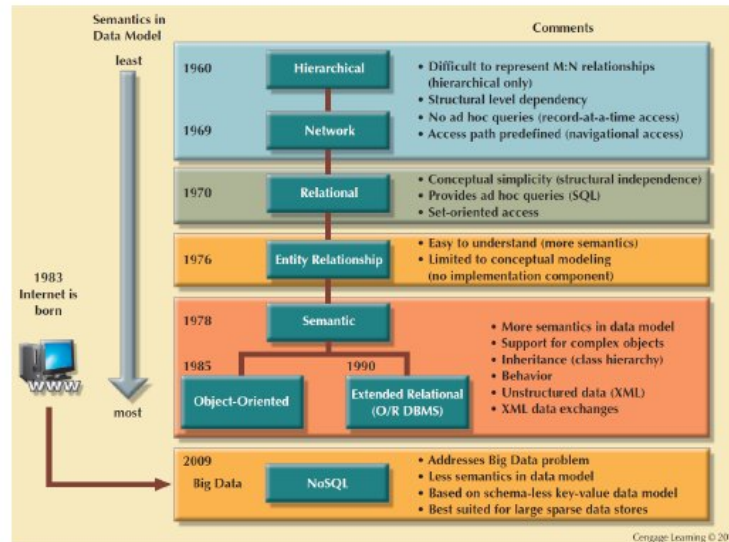 Semantics in
Data Model
Comments
least
1960
Hierarchical
• Difficult to represent M:N relationships
(hierarchical only)
• Structural level dependency
• No ad hoc queries (record-at-a-time access)
• Access path predefined (navigational access)
1969
Network
1970
Relational
• Conceptual simplicity (structural independence)
• Provides ad hoc queries (SQL)
• Set-oriented access
1976
Entity Relationship
• Easy to understand (more semantics)
• Limited to conceptual modeling
(no implementation component)
1983
Internet is
born
WWW
1978
Semantic
1985
Object-Oriented
1990
Extended Relational
(O/R DBMS)
• More semantics in data model
• Support for complex objects
• Inheritance (class hierarchy)
• Behavior
• Unstructured data (XML)
• XML data exchanges
most
2009
Big Data
NoSQL
• Addresses Big Data problem
• Less semantics in data model
• Based on schema-less key-value data model
• Best suited for large sparse data stores
Cengage Learning © 20